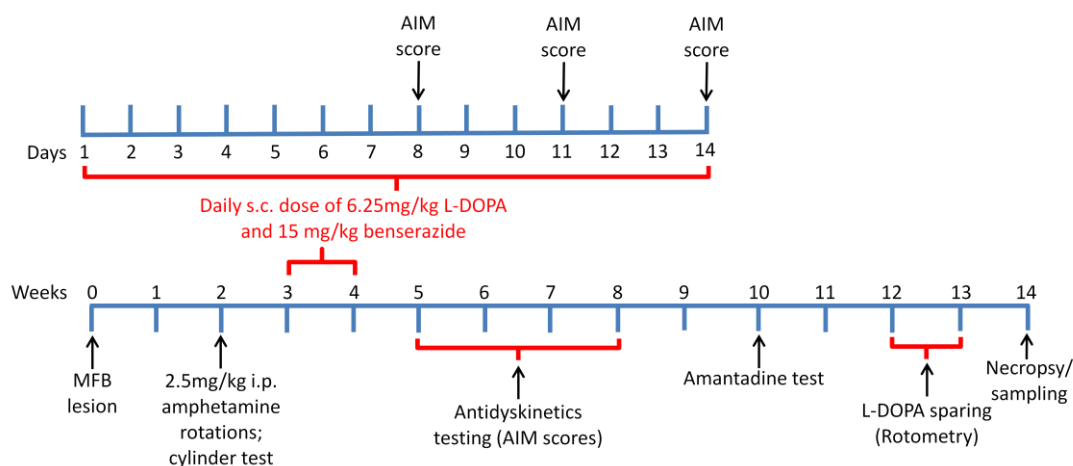 AIM
score
AIM
score
AIM
score
Days 1 2 3 4 5 6 7 8 9 10 11 12 13 14
Daily s.c. dose of 6.25mg/kg L-DOPA
and 15 mg/kg benserazide
Weeks 0 1 2 3 4 5 6 7 8 9 10 11 12 13 14
MFB
lesion
2.5mg/kg i.p.
amphetamine
rotations;
cylinder test
Antidyskinetics
testing (AIM scores)
Amantadine test
L-DOPA sparing
(Rotometry)
Necropsy/
sampling